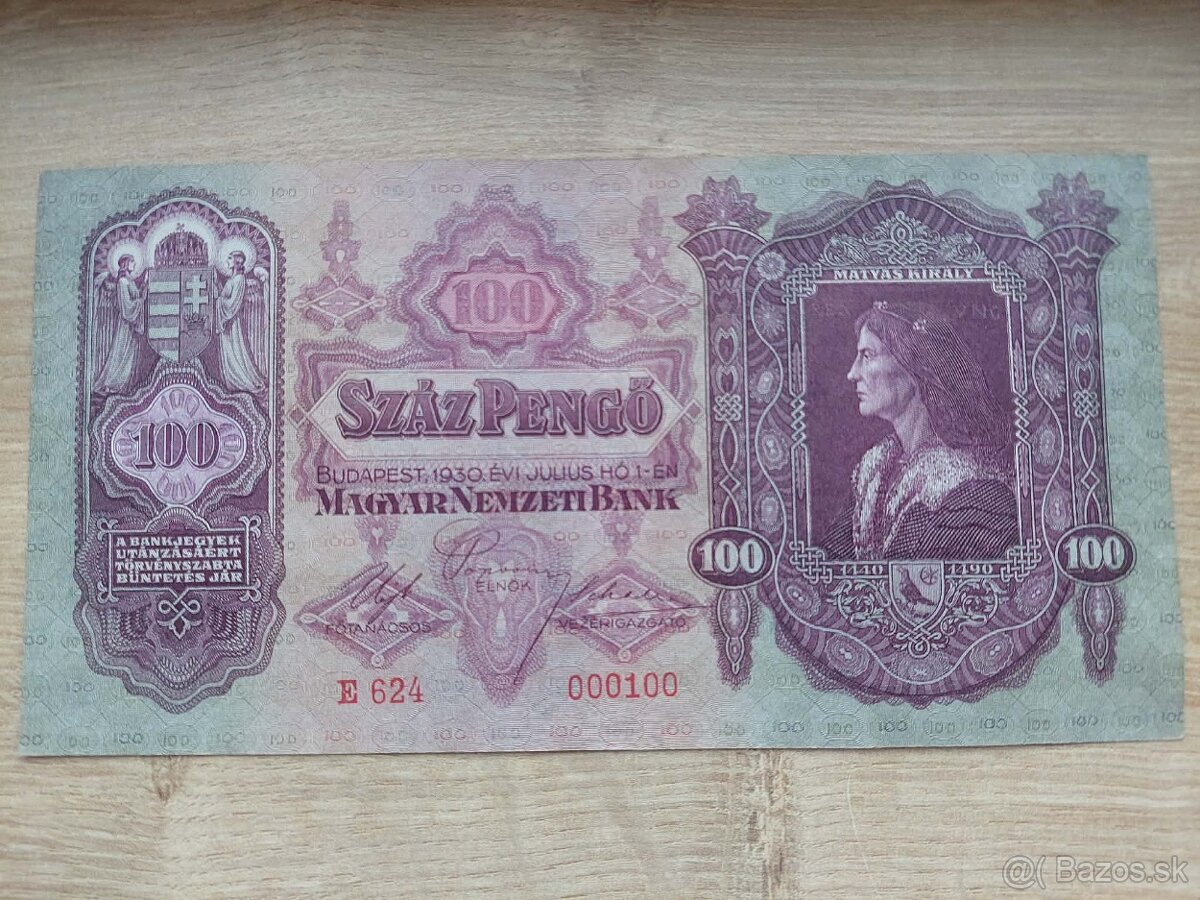 100
SZÁZ PENGŐ
BUDAPEST, 1930. ÉVI JULIUS HÓ 1-ÉN
MAGYAR NEMZETI BANK
100
A BANKJEGYEK
UTÁNZÁSÁÉRT
TÖRVÉNYSZABTA
BÜNTETÉS JÁR
ELNÖK
FŐTANÁCSOS
VEZÉRIGAZGATÓ
E 624
000100
MÁTYÁS KIRÁLY
100
1440
1490
100
@( Bazos.sk